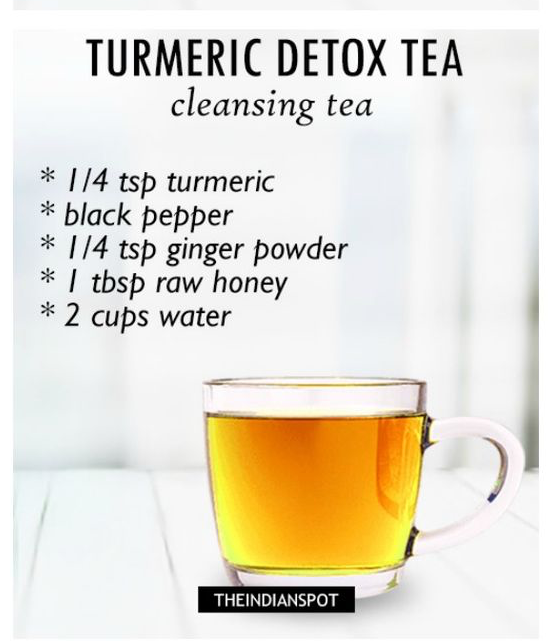 TURMERIC DETOX TEA
cleansing tea
* 1/4 tsp turmeric
* black pepper
* 1/4 tsp ginger powder
* 1 tbsp raw honey
* 2 cups water
THEINDIANSPOT